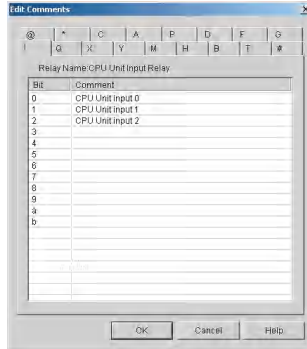 Edit Comments
@ * C A P D F G
I Q X Y M H B T #
Relay Name:CPU Unit Input Relay
Bit Comment
0 CPU Unit Input 0
1 CPU Unit Input 1
2 CPU Unit Input 2
3
4
5
6
7
8
9
a
b
OK Cancel Help